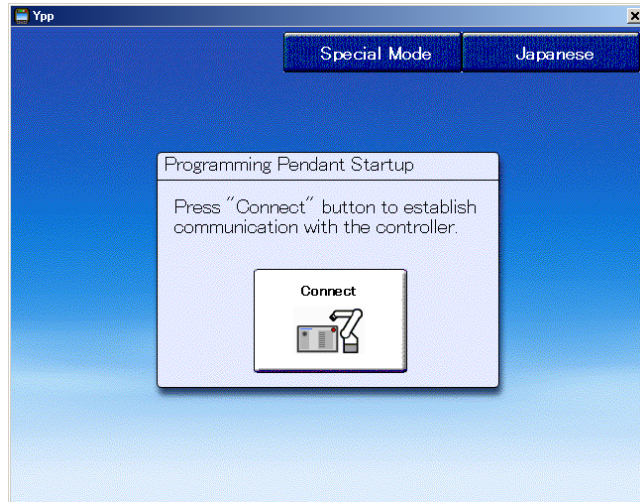 Ypp
Special Mode
Japanese
Programming Pendant Startup
Press "Connect" button to establish
communication with the controller.
Connect